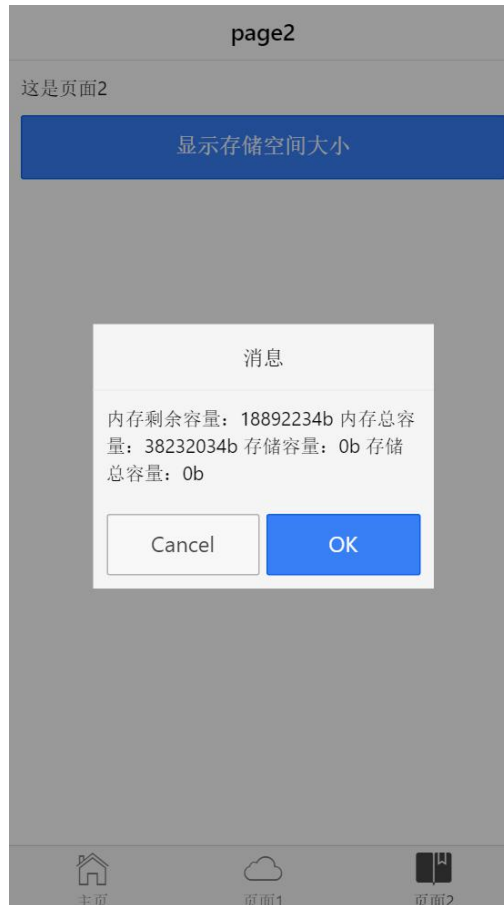 page2
这是页面2
显示存储空间大小
消息
内存剩余容量：18892234b 内存总容
量：38232034b 存储容量：0b 存储
总容量：0b
Cancel
OK
主页
页面1
页面2